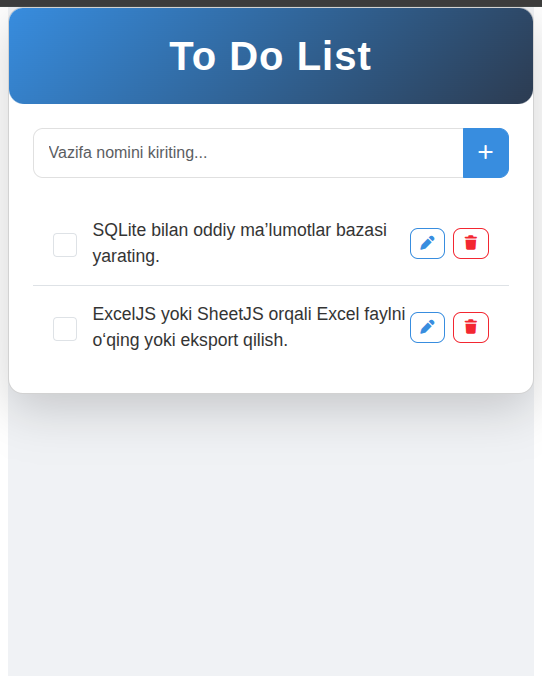 To Do List
Vazifa nomini kiriting...
+
SQLite bilan oddiy ma’lumotlar bazasi
yarating.
ExcelJS yoki SheetJS orqali Excel faylni
o‘qing yoki eksport qilish.